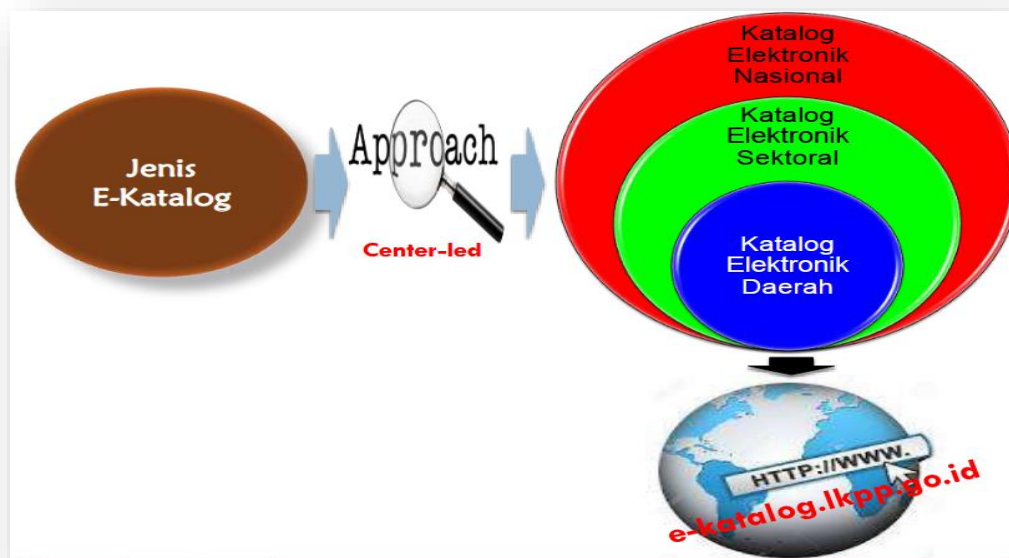 Jenis
E-Katalog
Approach
Center-led
Katalog
Elektronik
Nasional
Katalog
Elektronik
Sektoral
Katalog
Elektronik
Daerah
HTTP://WWW.
e-katalog.lkpp.go.id